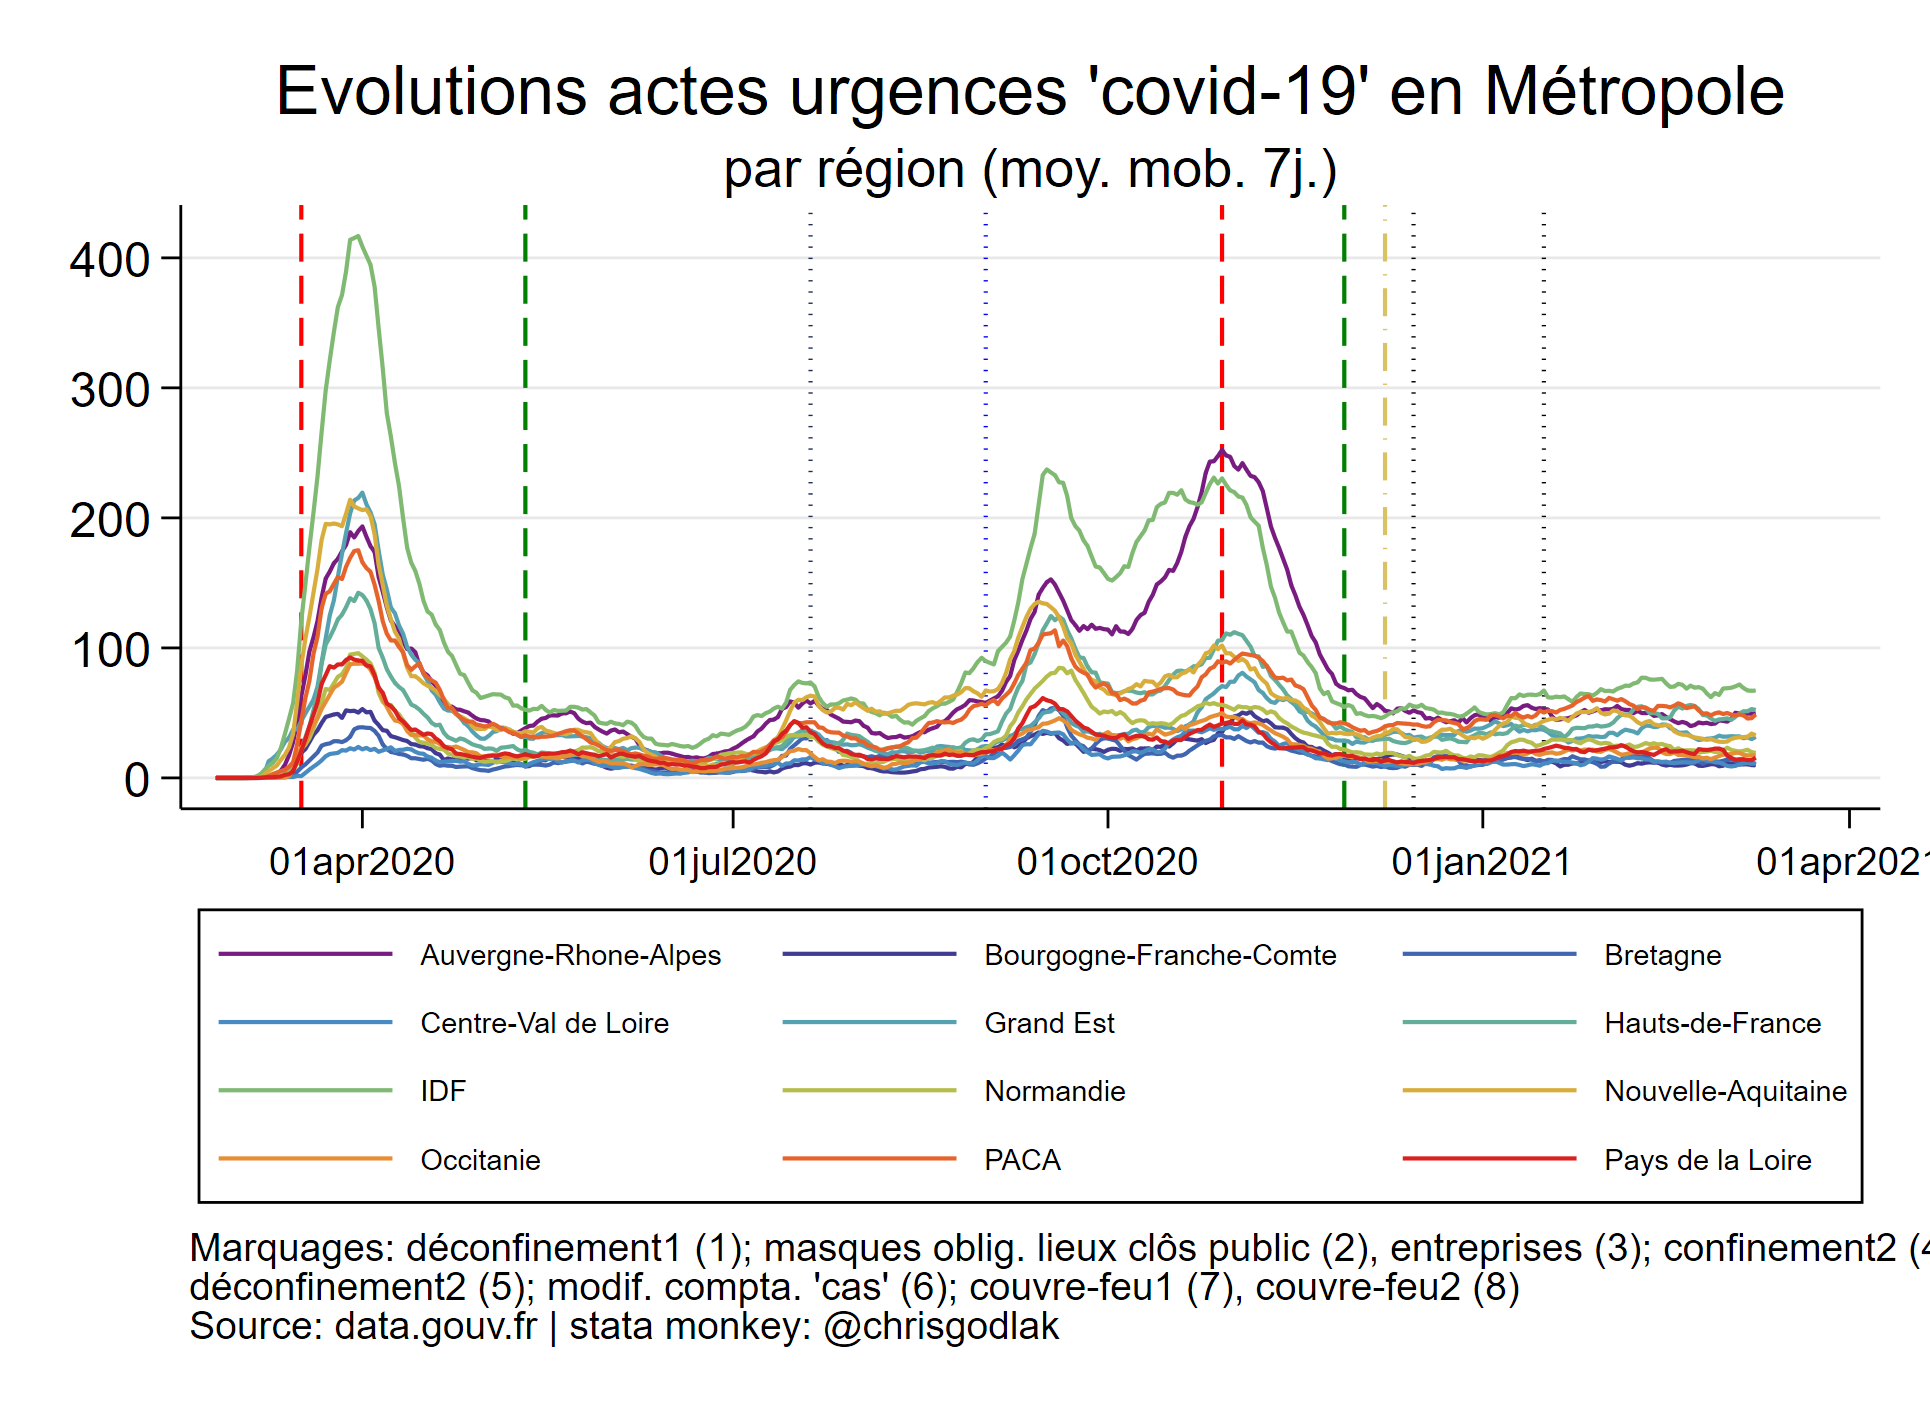 Evolutions actes urgences 'covid-19' en Métropole
par région (moy. mob. 7j.)
400
300
200
100
0
01apr2020 01jul2020 01oct2020 01jan2021 01apr2021
Auvergne-Rhone-Alpes Bourgogne-Franche-Comte Bretagne
Centre-Val de Loire Grand Est Hauts-de-France
IDF Normandie Nouvelle-Aquitaine
Occitanie PACA Pays de la Loire
Marquages: déconfinement1 (1); masques oblig. lieux clôs public (2), entreprises (3); confinement2 (4
déconfinement2 (5); modif. compta. 'cas' (6); couvre-feu1 (7), couvre-feu2 (8)
Source: data.gouv.fr | stata monkey: @chrisgodlak